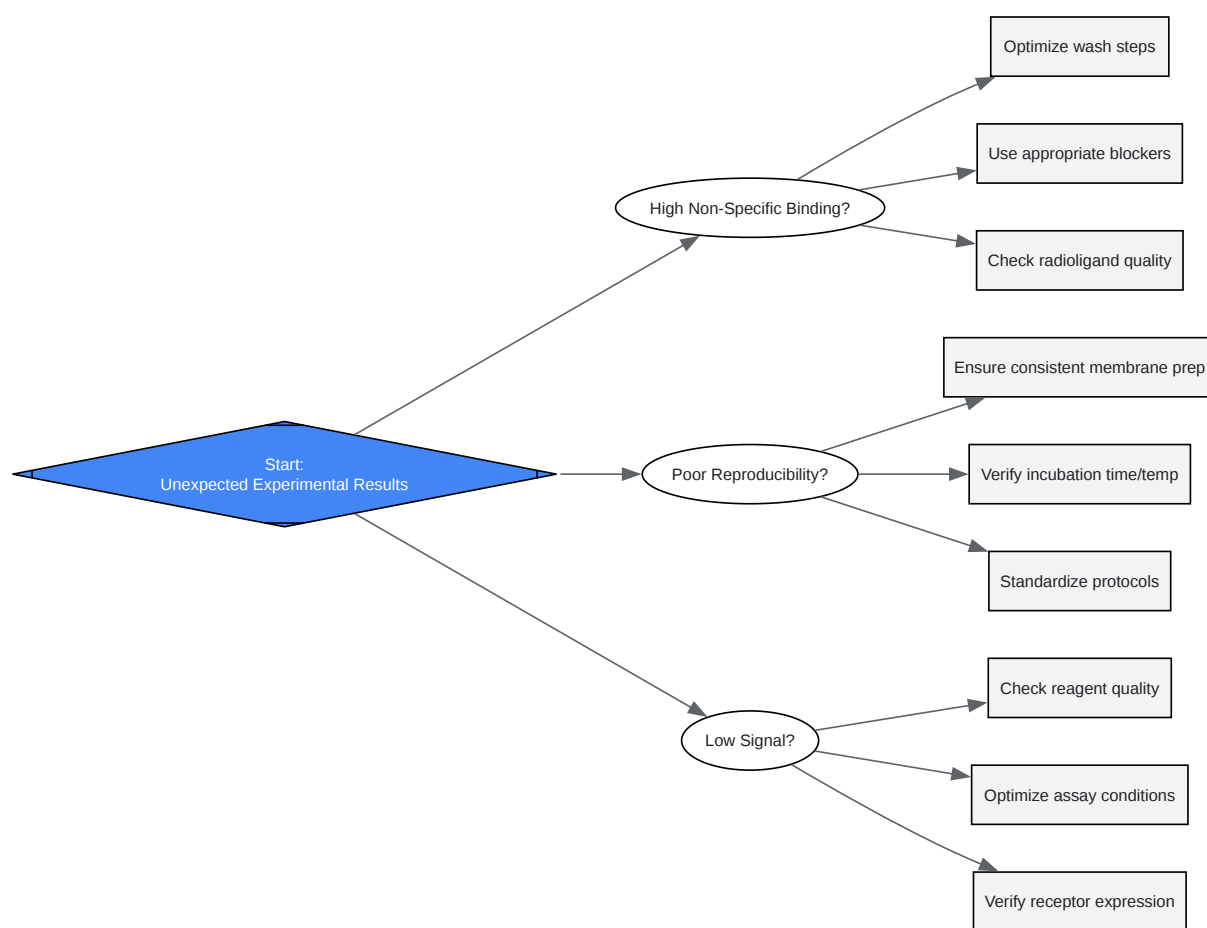 Optimize wash steps
Use appropriate blockers
High Non-Specific Binding?
Check radioligand quality
Ensure consistent membrane prep
Start:
Unexpected Experimental Results
Poor Reproducibility?
Verify incubation time/temp
Standardize protocols
Check reagent quality
Low Signal?
Optimize assay conditions
Verify receptor expression